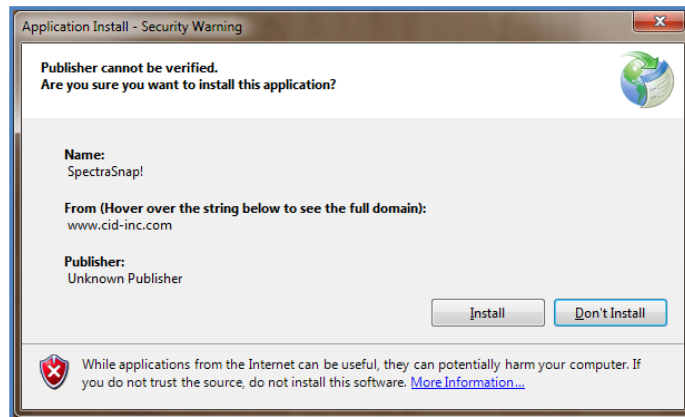 Application Install - Security Warning
Publisher cannot be verified.
Are you sure you want to install this application?
Name:
SpectraSnap!
From (Hover over the string below to see the full domain):
www.cid-inc.com
Publisher:
Unknown Publisher
Install
Don't Install
While applications from the Internet can be useful, they can potentially harm your computer. If
you do not trust the source, do not install this software. More Information...